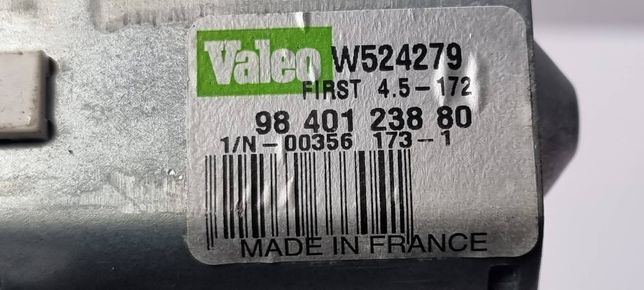 Valeo W524279
FIRST 4.5-172
98 401 238 80
1/N-00356 173-1
MADE IN FRANCE